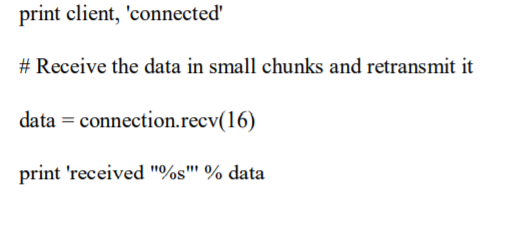 print client, 'connected'
# Receive the data in small chunks and retransmit it
data = connection.recv(16)
print 'received "%s"' % data